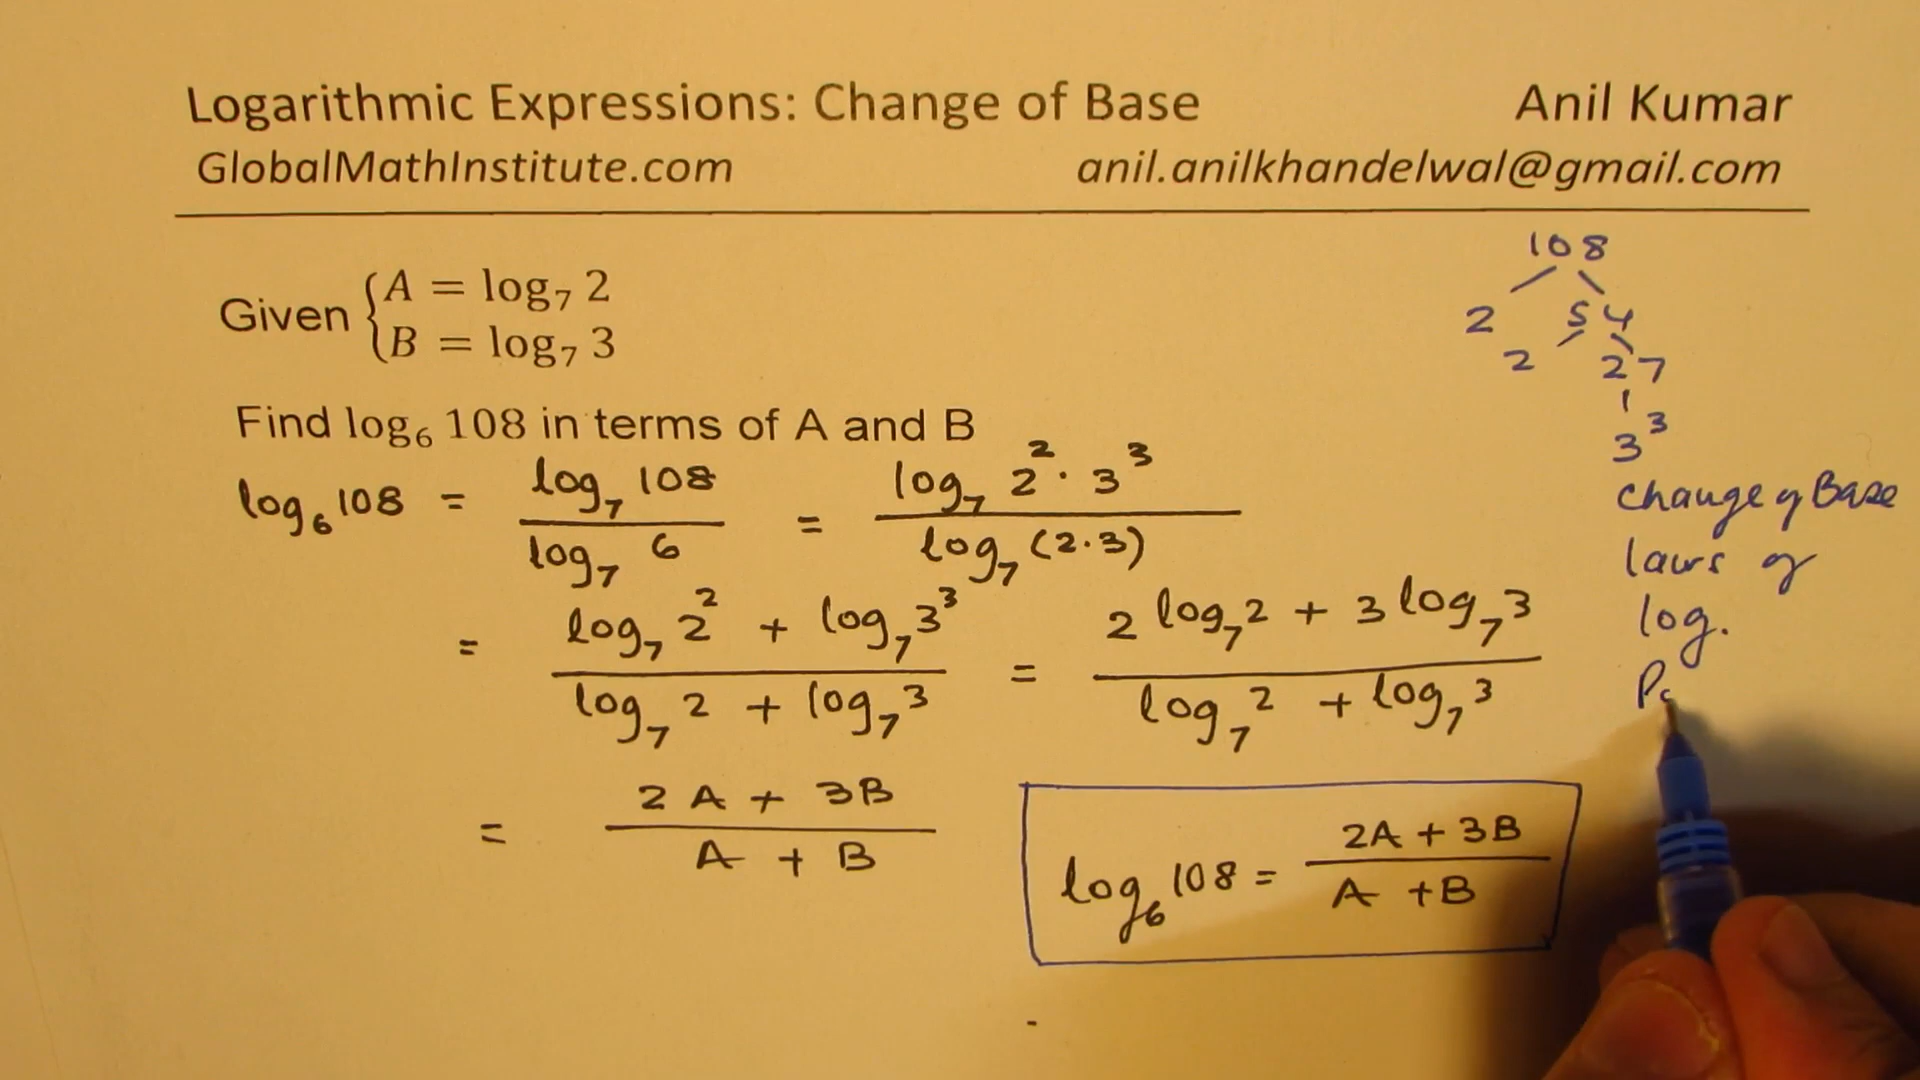 Logarithmic Expressions: Change of Base Anil Kumar
GlobalMathInstitute.com anil.anilkhandelwal@gmail.com
Given {A = log₇ 2
B = log₇ 3
Find log₆ 108 in terms of A and B
log₆ 108 = log₇ 108 / log₇ 6 = log₇ 2² · 3³ / log₇ (2·3)
= log₇ 2² + log₇ 3³ / log₇ 2 + log₇ 3 = 2 log₇ 2 + 3 log₇ 3 / log₇ 2 + log₇ 3
= 2A + 3B / A + B
log₆ 108 = 2A + 3B / A + B
108
2 54
2 27
3³
Change of Base
laws of
log.